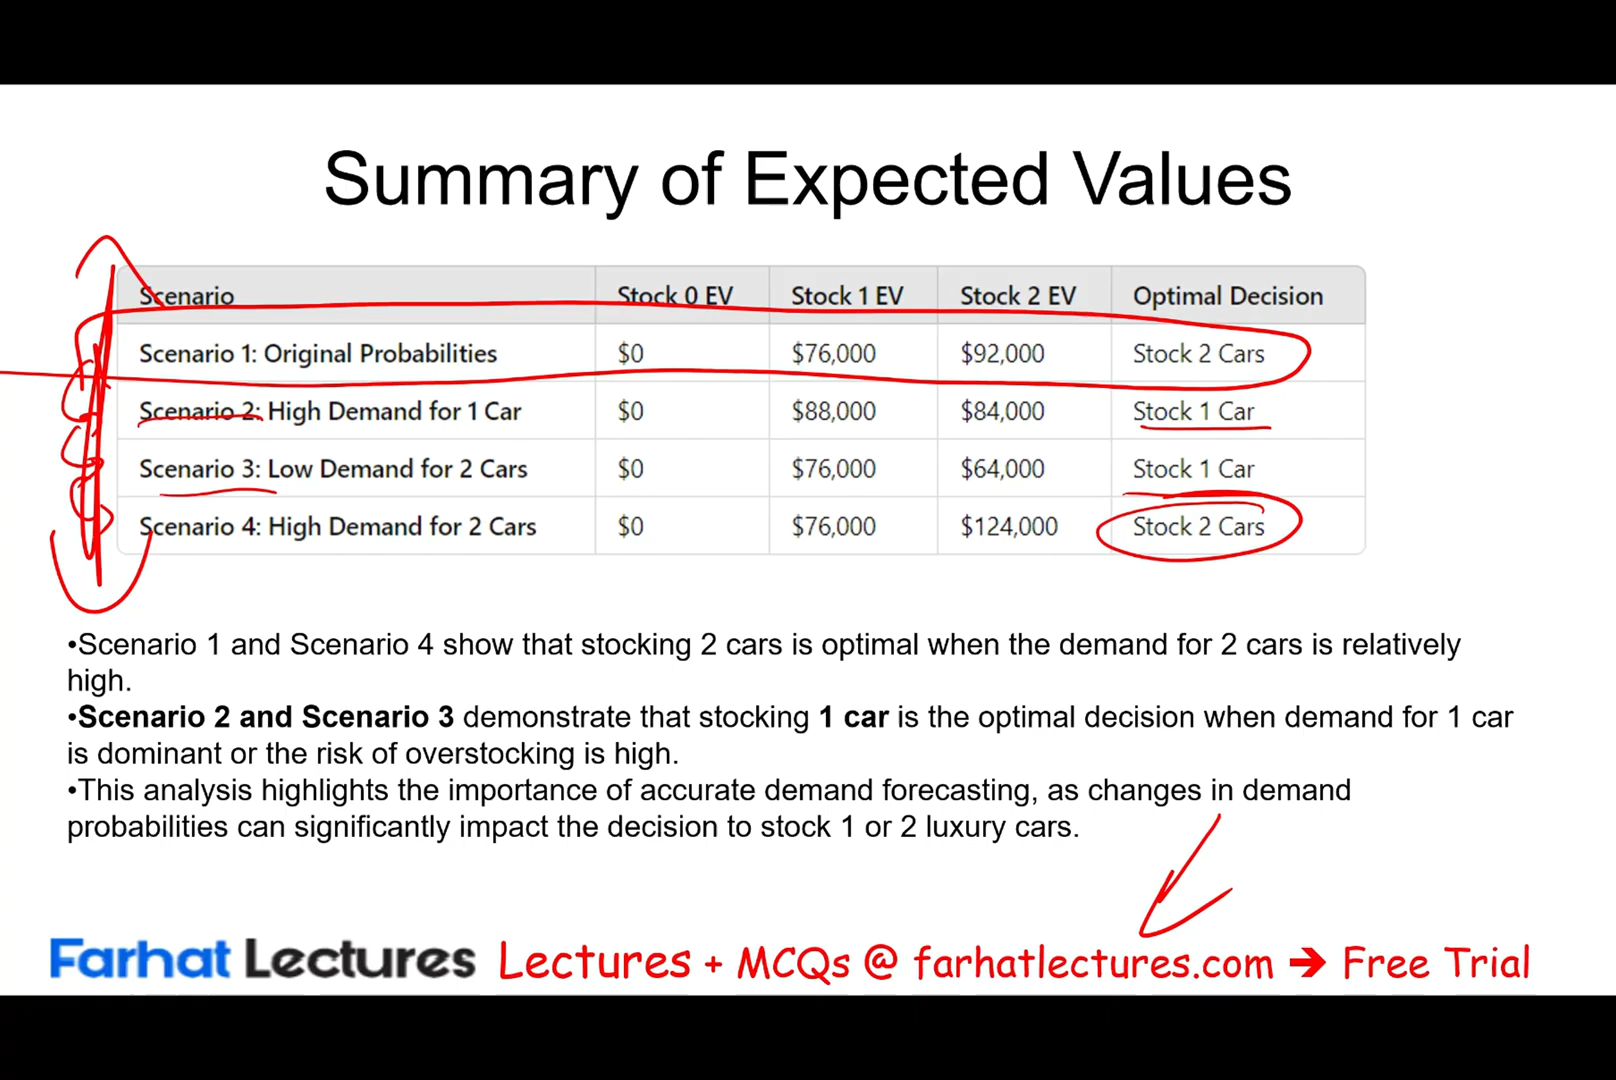 Summary of Expected Values
Scenario Stock 0 EV Stock 1 EV Stock 2 EV Optimal Decision
Scenario 1: Original Probabilities $0 $76,000 $92,000 Stock 2 Cars
Scenario 2: High Demand for 1 Car $0 $88,000 $84,000 Stock 1 Car
Scenario 3: Low Demand for 2 Cars $0 $76,000 $64,000 Stock 1 Car
Scenario 4: High Demand for 2 Cars $0 $76,000 $124,000 Stock 2 Cars
•Scenario 1 and Scenario 4 show that stocking 2 cars is optimal when the demand for 2 cars is relatively
high.
•Scenario 2 and Scenario 3 demonstrate that stocking 1 car is the optimal decision when demand for 1 car
is dominant or the risk of overstocking is high.
•This analysis highlights the importance of accurate demand forecasting, as changes in demand
probabilities can significantly impact the decision to stock 1 or 2 luxury cars.
Farhat Lectures Lectures + MCQs @ farhatlectures.com → Free Trial